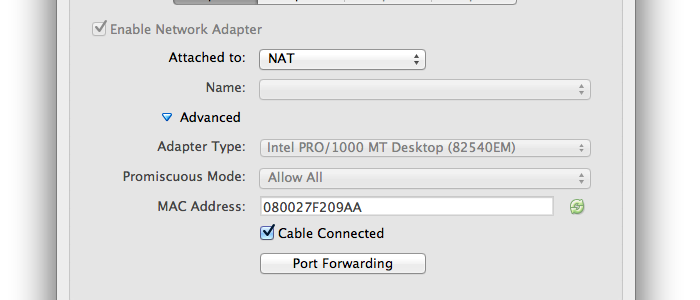 Enable Network Adapter
Attached to: NAT
Name:
Advanced
Adapter Type: Intel PRO/1000 MT Desktop (82540EM)
Promiscuous Mode: Allow All
MAC Address: 080027F209AA
Cable Connected
Port Forwarding